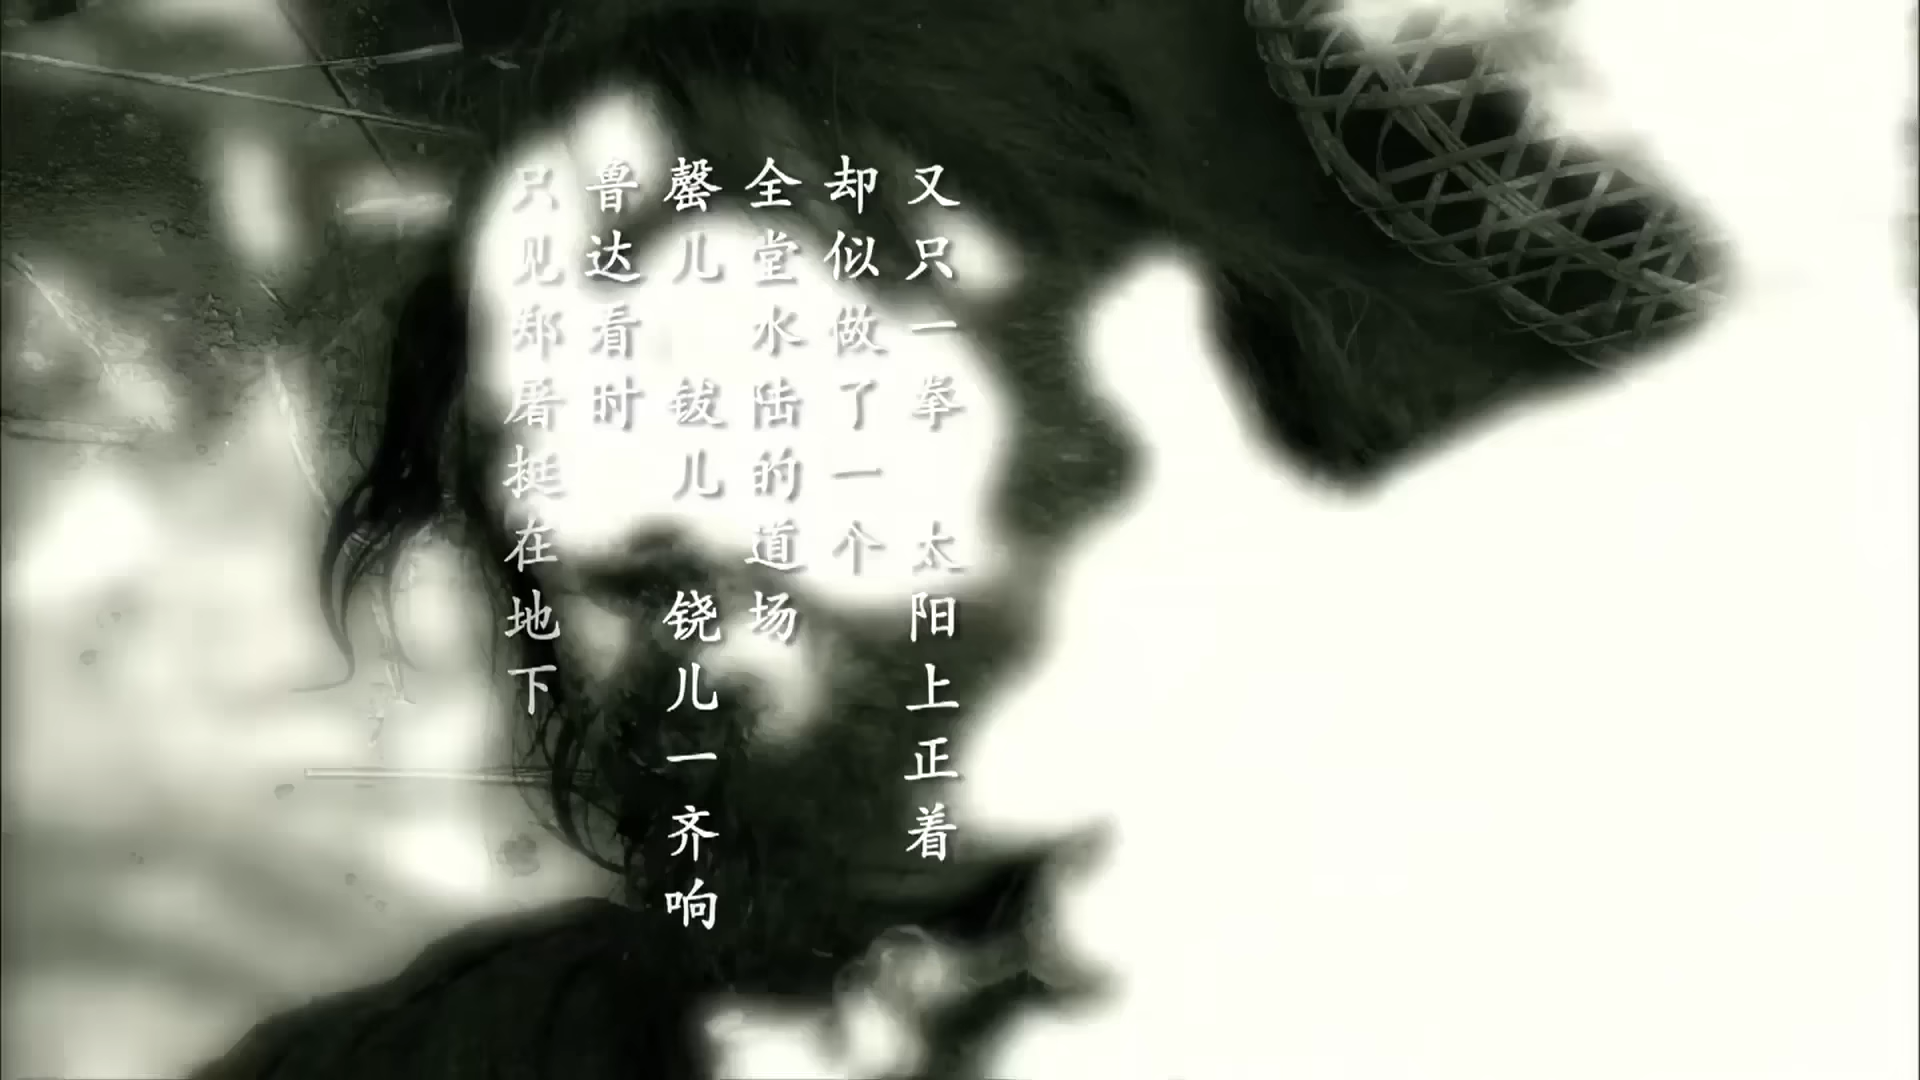 又只一拳 太阳上正着
却似做了一个
全堂水陆的道场
罄儿 钹儿 铙儿一齐响
鲁达看时
只见郑屠挺在地下